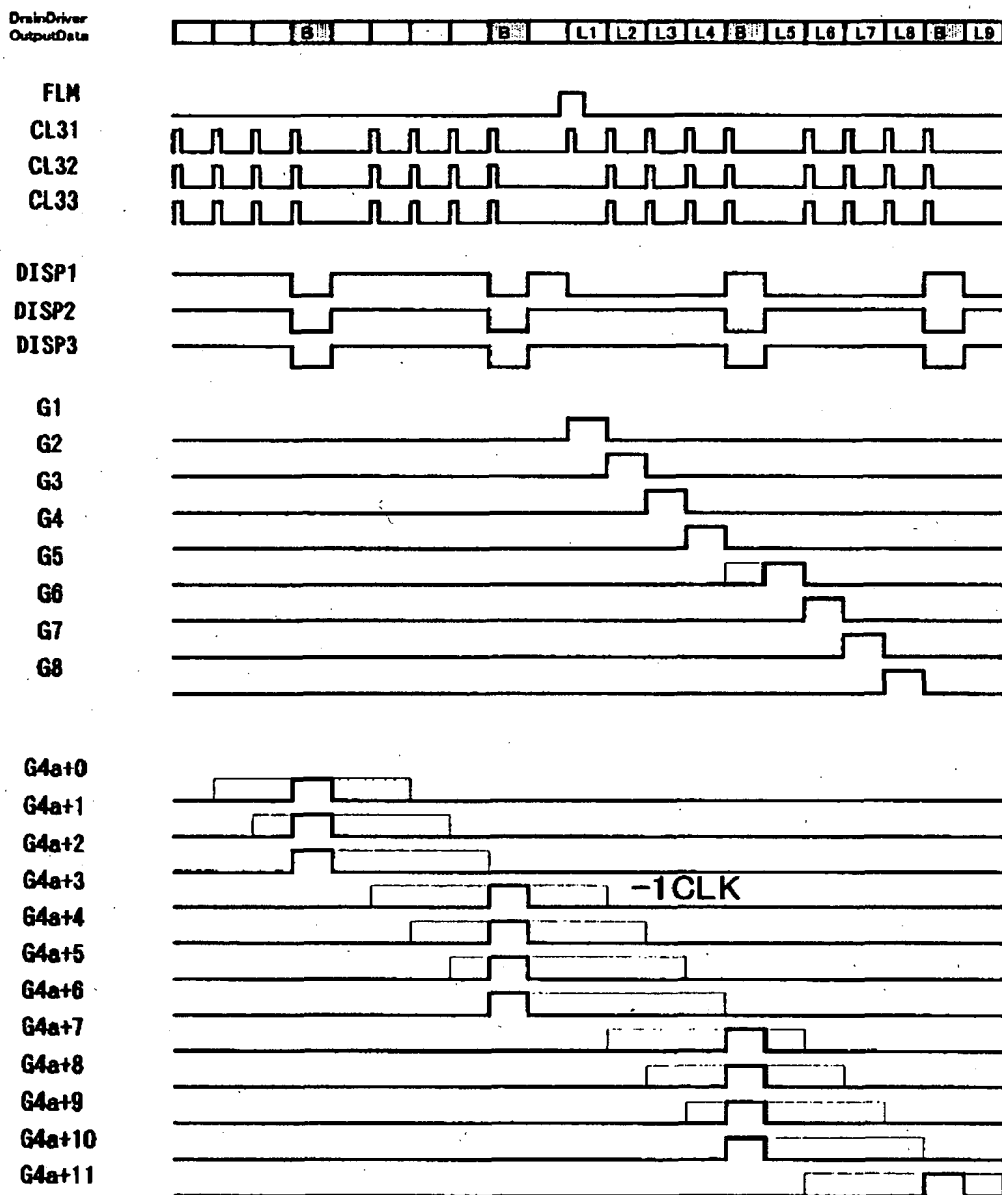 DrainDriver
OutputData
B B L1 L2 L3 L4 B L5 L6 L7 L8 B L9
FLM
CL31
CL32
CL33
DISP1
DISP2
DISP3
G1
G2
G3
G4
G5
G6
G7
G8
G4a+0
G4a+1
G4a+2
G4a+3 -1CLK
G4a+4
G4a+5
G4a+6
G4a+7
G4a+8
G4a+9
G4a+10
G4a+11